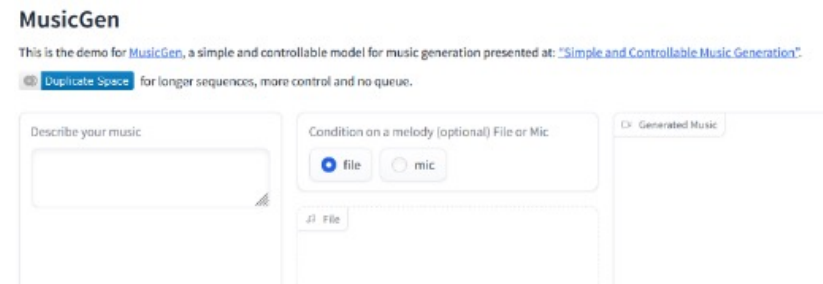 MusicGen
This is the demo for MusicGen, a simple and controllable model for music generation presented at: "Simple and Controllable Music Generation".
Duplicate Space for longer sequences, more control and no queue.
Describe your music
Condition on a melody (optional) File or Mic
file mic
File
Generated Music